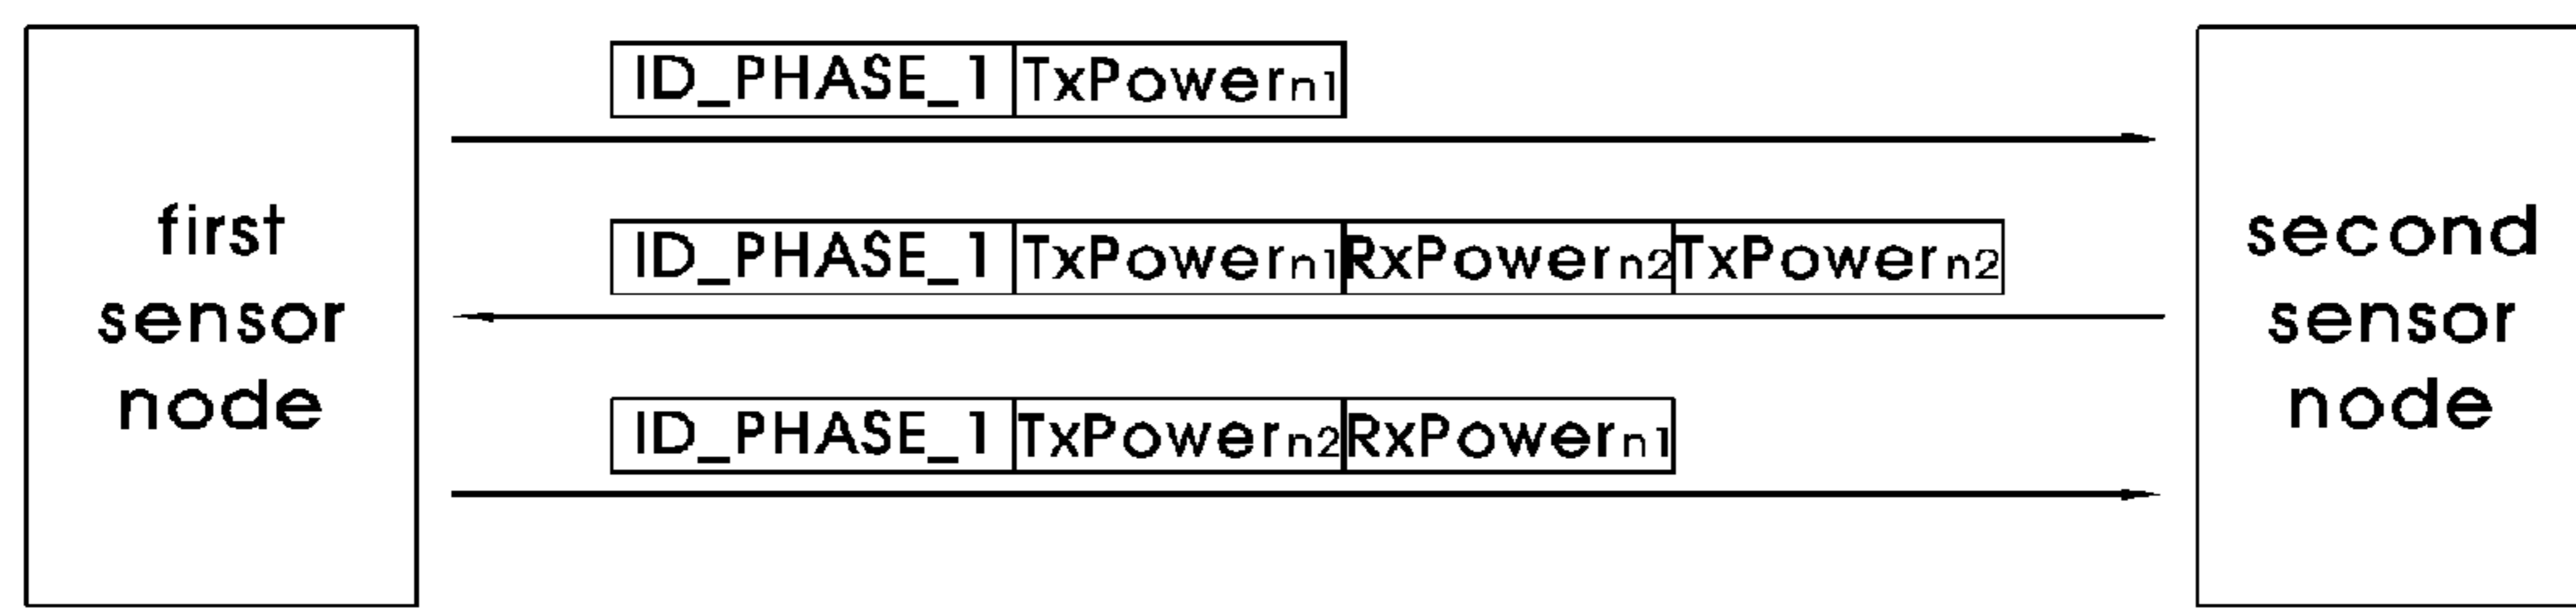 first
sensor
node
ID_PHASE_1 TxPowern1
ID_PHASE_1 TxPowern1 RxPowern2 TxPowern2
ID_PHASE_1 TxPowern2 RxPowern1
second
sensor
node